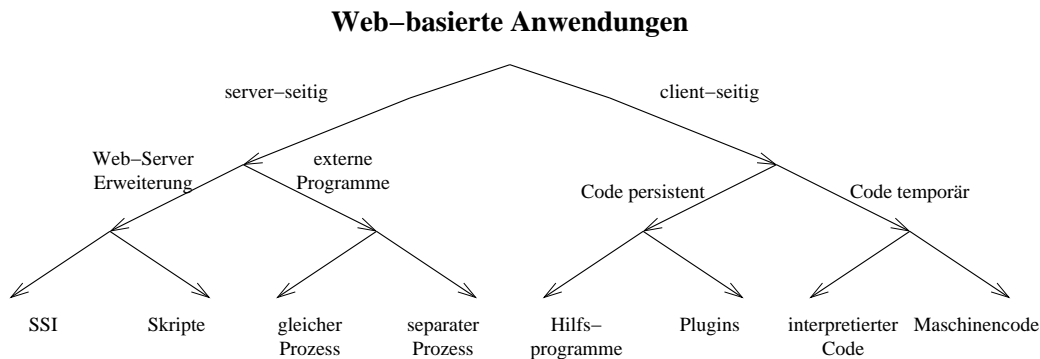 Web−basierte Anwendungen
server−seitig
client−seitig
Web−Server
Erweiterung
externe
Programme
Code persistent
Code temporär
SSI
Skripte
gleicher
Prozess
separater
Prozess
Hilfs−
programme
Plugins
interpretierter
Code
Maschinencode